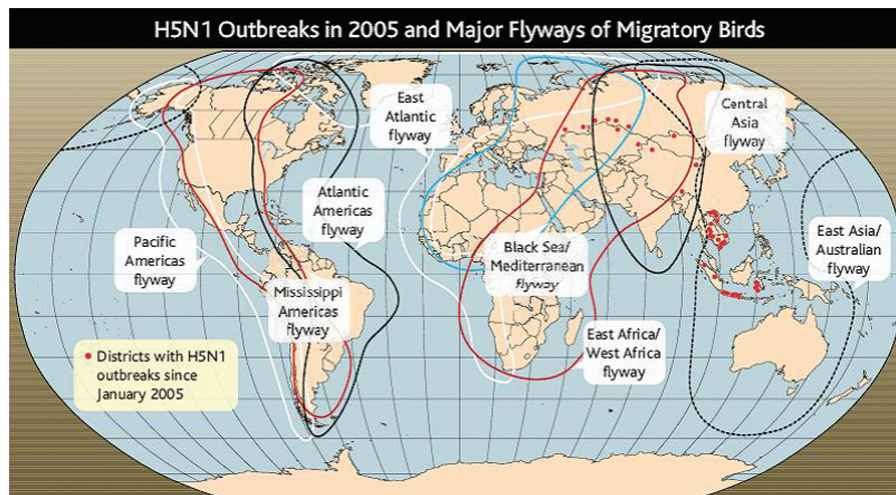 H5N1 Outbreaks in 2005 and Major Flyways of Migratory Birds
East
Atlantic
flyway
Central
Asia
flyway
Atlantic
Americas
flyway
East Asia/
Australian
flyway
Pacific
Americas
flyway
Black Sea/
Mediterranean
flyway
Mississippi
Americas
flyway
East Africa/
West Africa
flyway
Districts with H5N1
outbreaks since
January 2005